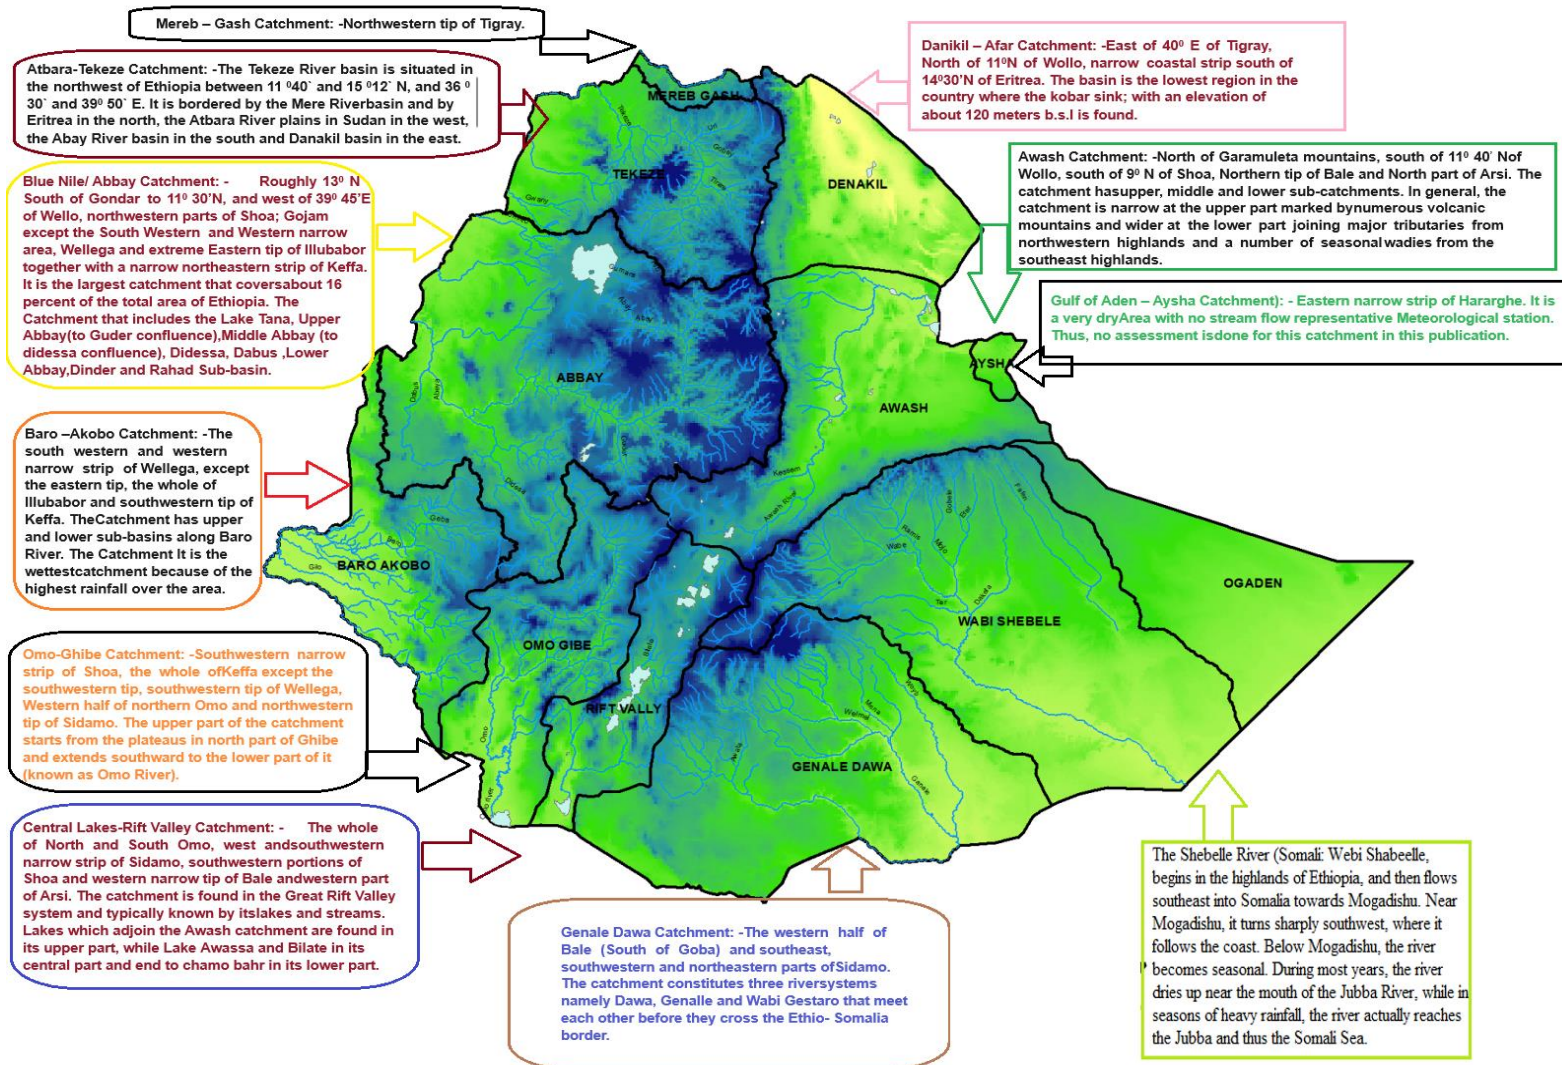 Mereb – Gash Catchment: -Northwestern tip of Tigray.
Atbara-Tekeze Catchment: -The Tekeze River basin is situated in
the northwest of Ethiopia between 11 ⁰40` and 15 ⁰12` N, and 36 ⁰
30` and 39⁰ 50` E. It is bordered by the Mere Riverbasin and by
Eritrea in the north, the Atbara River plains in Sudan in the west,
the Abay River basin in the south and Danakil basin in the east.
Blue Nile/ Abbay Catchment: - Roughly 13⁰ N
South of Gondar to 11⁰ 30'N, and west of 39⁰ 45'E
of Wello, northwestern parts of Shoa; Gojam
except the South Western and Western narrow
area, Wellega and extreme Eastern tip of Illubabor
together with a narrow northeastern strip of Keffa.
It is the largest catchment that coversabout 16
percent of the total area of Ethiopia. The
Catchment that includes the Lake Tana, Upper
Abbay(to Guder confluence),Middle Abbay (to
didessa confluence), Didessa, Dabus ,Lower
Abbay,Dinder and Rahad Sub-basin.
Baro –Akobo Catchment: -The
south western and western
narrow strip of Wellega, except
the eastern tip, the whole of
Illubabor and southwestern tip of
Keffa. TheCatchment has upper
and lower sub-basins along Baro
River. The Catchment It is the
wettestcatchment because of the
highest rainfall over the area.
Omo-Ghibe Catchment: -Southwestern narrow
strip of Shoa, the whole ofKeffa except the
southwestern tip, southwestern tip of Wellega,
Western half of northern Omo and northwestern
tip of Sidamo. The upper part of the catchment
starts from the plateaus in north part of Ghibe
and extends southward to the lower part of it
(known as Omo River).
Central Lakes-Rift Valley Catchment: - The whole
of North and South Omo, west andsouthwestern
narrow strip of Sidamo, southwestern portions of
Shoa and western narrow tip of Bale andwestern part
of Arsi. The catchment is found in the Great Rift Valley
system and typically known by itslakes and streams.
Lakes which adjoin the Awash catchment are found in
its upper part, while Lake Awassa and Bilate in its
central part and end to chamo bahr in its lower part.
Danikil – Afar Catchment: -East of 40⁰ E of Tigray,
North of 11⁰N of Wollo, narrow coastal strip south of
14⁰30'N of Eritrea. The basin is the lowest region in the
country where the kobar sink; with an elevation of
about 120 meters b.s.l is found.
Awash Catchment: -North of Garamuleta mountains, south of 11⁰ 40' Nof
Wollo, south of 9⁰ N of Shoa, Northern tip of Bale and North part of Arsi. The
catchment hasupper, middle and lower sub-catchments. In general, the
catchment is narrow at the upper part marked bynumerous volcanic
mountains and wider at the lower part joining major tributaries from
northwestern highlands and a number of seasonal wadies from the
southeast highlands.
Gulf of Aden – Aysha Catchment): - Eastern narrow strip of Hararghe. It is
a very dryArea with no stream flow representative Meteorological station.
Thus, no assessment isdone for this catchment in this publication.
Genale Dawa Catchment: -The western half of
Bale (South of Goba) and southeast,
southwestern and northeastern parts ofSidamo.
The catchment constitutes three riversystems
namely Dawa, Genalle and Wabi Gestaro that meet
each other before they cross the Ethio- Somalia
border.
The Shebelle River (Somali: Webi Shabeelle,
begins in the highlands of Ethiopia, and then flows
southeast into Somalia towards Mogadishu. Near
Mogadishu, it turns sharply southwest, where it
follows the coast. Below Mogadishu, the river
becomes seasonal. During most years, the river
dries up near the mouth of the Jubba River, while in
seasons of heavy rainfall, the river actually reaches
the Jubba and thus the Somali Sea.
MEREB GASH
Tekeze
TEKEZE
DENAKIL
Gumara
ABBAY
Dabus
AYSHA
AWASH
Kessem
Awash River
Didessa
Geba
Baro
Gilo
BARO AKOBO
OMO GIBE
Bilate
RIFT VALLY
Omo
Gobele
Erer
Fafen
Ramis
Mojo
Wabe
Dakata
WABI SHEBELE
OGADEN
Weyb
Welmel
Awata
GENALE DAWA
Genale